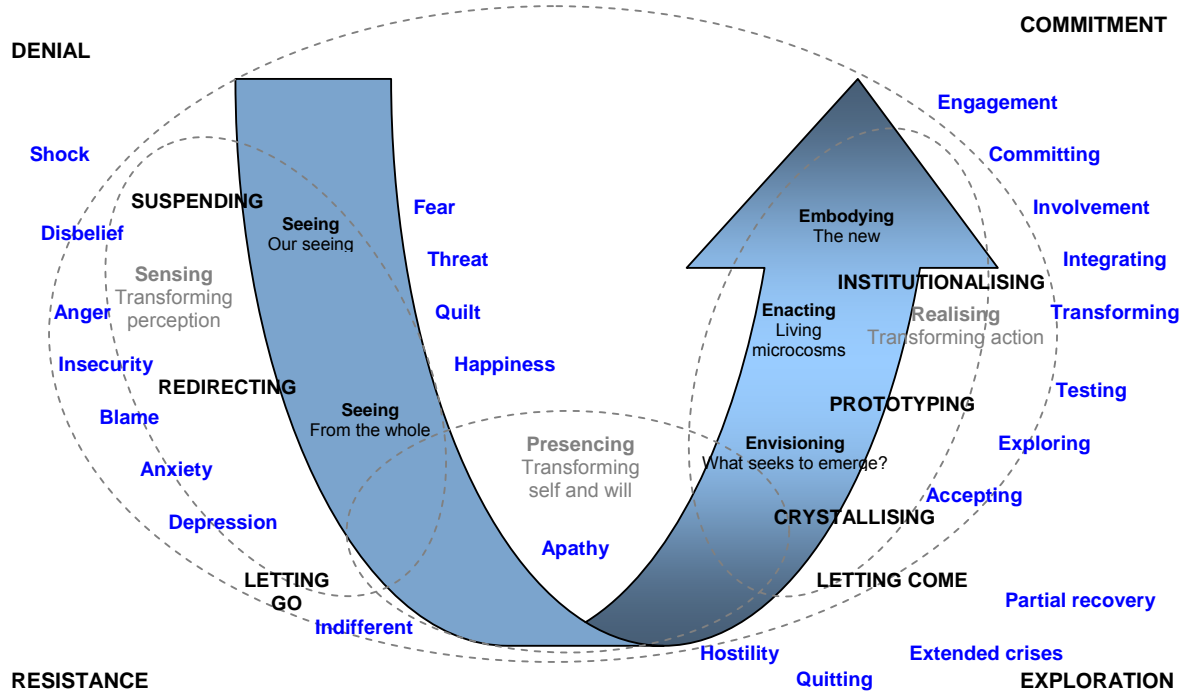 COMMITMENT
DENIAL
Engagement
Shock
Committing
SUSPENDING
Fear
Involvement
Seeing
Our seeing
Embodying
The new
Disbelief
Threat
Integrating
Sensing
Transforming
perception
INSTITUTIONALISING
Anger
Quilt
Enacting
Living
microcosms
Realising
Transforming action
Transforming
Insecurity
Happiness
REDIRECTING
Testing
Blame
Seeing
From the whole
PROTOTYPING
Presencing
Transforming
self and will
Envisioning
What seeks to emerge?
Exploring
Anxiety
Accepting
Depression
CRYSTALLISING
Apathy
LETTING
GO
LETTING COME
Partial recovery
Indifferent
Hostility
Extended crises
Quitting
RESISTANCE
EXPLORATION